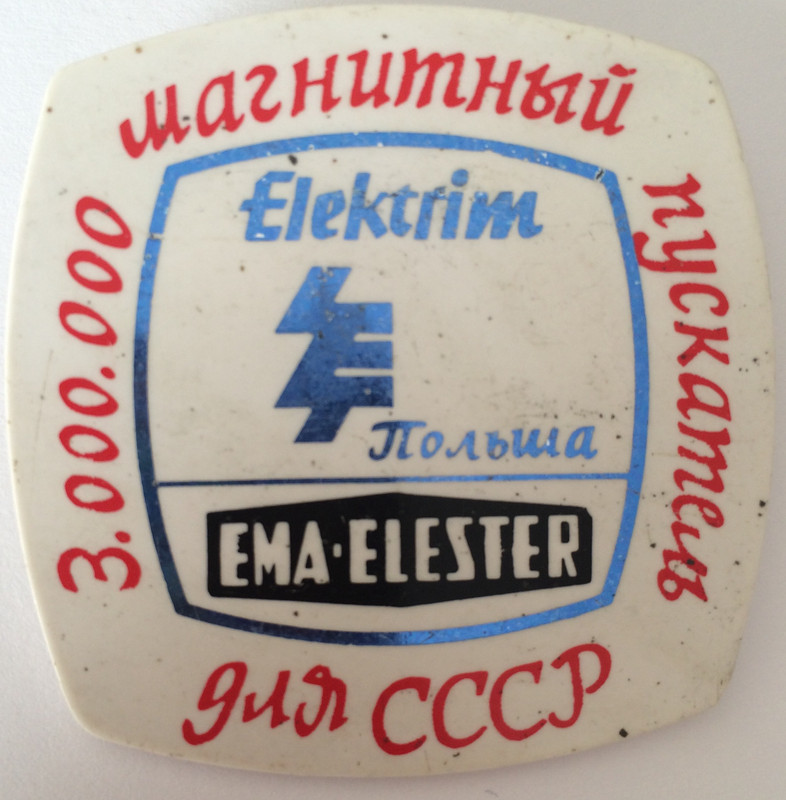 3.000.000
магнитный
пускатель
для СССР
Elektrim
Польша
EMA·ELESTER